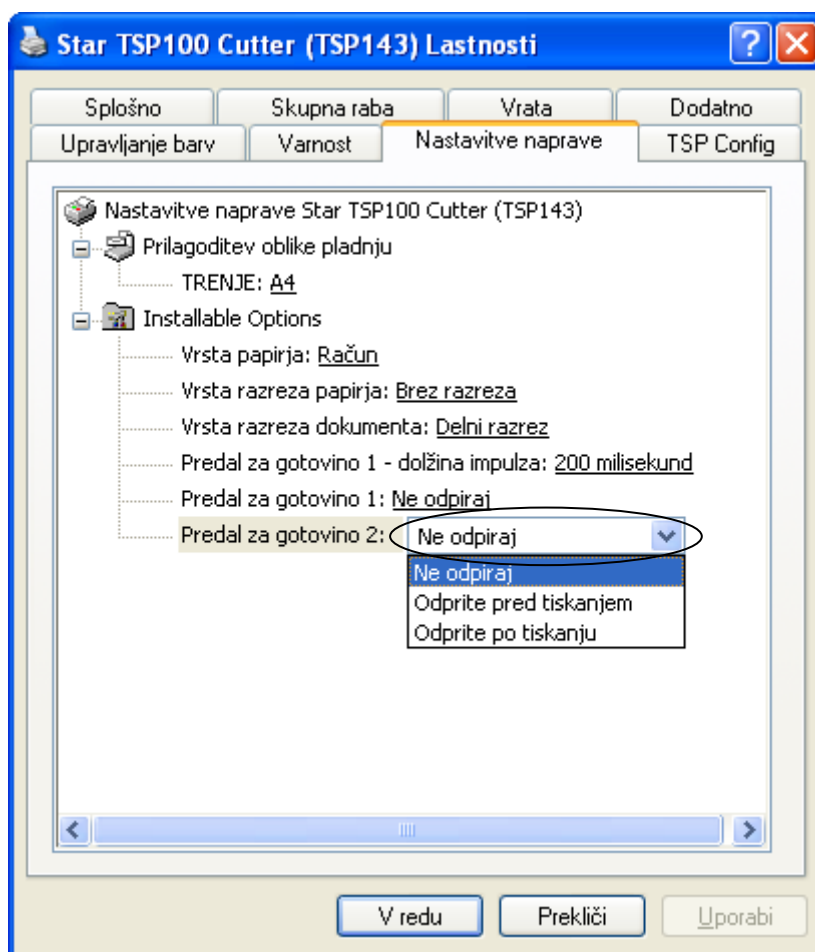 Star TSP100 Cutter (TSP143) Lastnosti
Splošno Skupna raba Vrata Dodatno
Upravljanje barv Varnost Nastavitve naprave TSP Config
Nastavitve naprave Star TSP100 Cutter (TSP143)
Prilagoditev oblike pladnju
TRENJE: A4
Installable Options
Vrsta papirja: Račun
Vrsta razreza papirja: Brez razreza
Vrsta razreza dokumenta: Delni razrez
Predal za gotovino 1 - dolžina impulza: 200 milisekund
Predal za gotovino 1: Ne odpiraj
Predal za gotovino 2: Ne odpiraj
Ne odpiraj
Odprite pred tiskanjem
Odprite po tiskanju
V redu Prekliči Uporabi